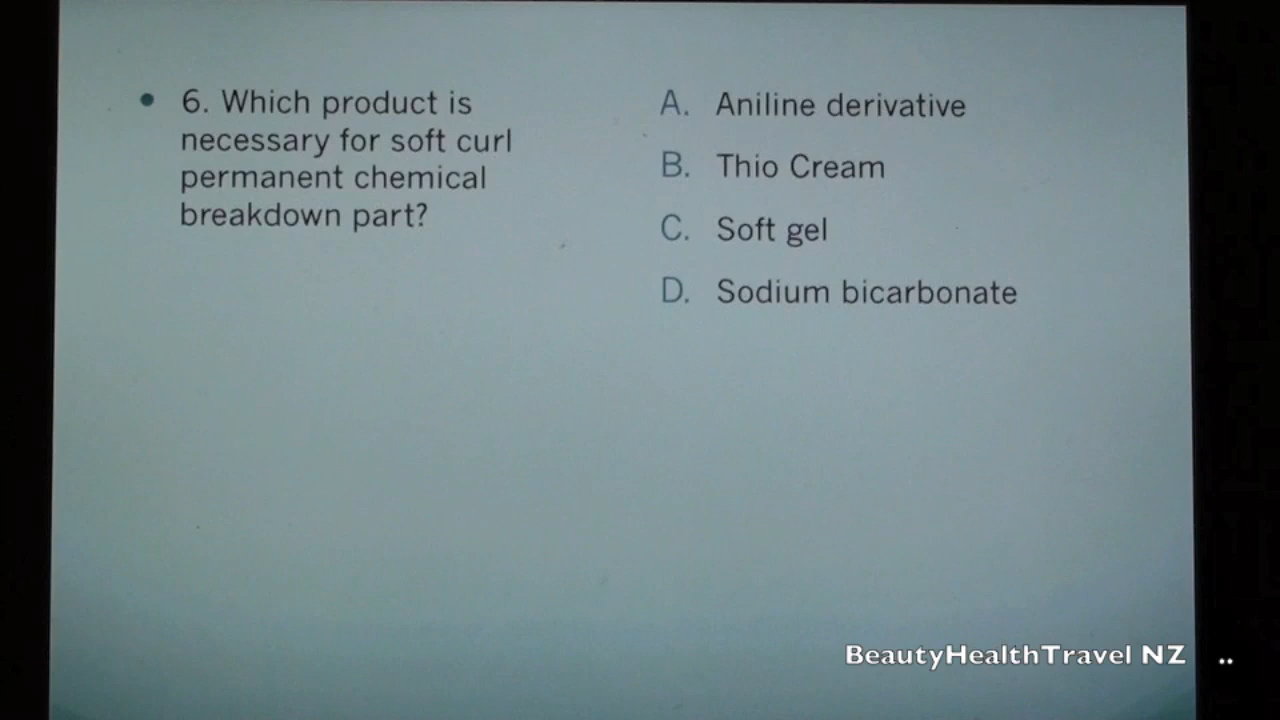 • 6. Which product is
necessary for soft curl
permanent chemical
breakdown part?
A. Aniline derivative
B. Thio Cream
C. Soft gel
D. Sodium bicarbonate
BeautyHealthTravel NZ ..